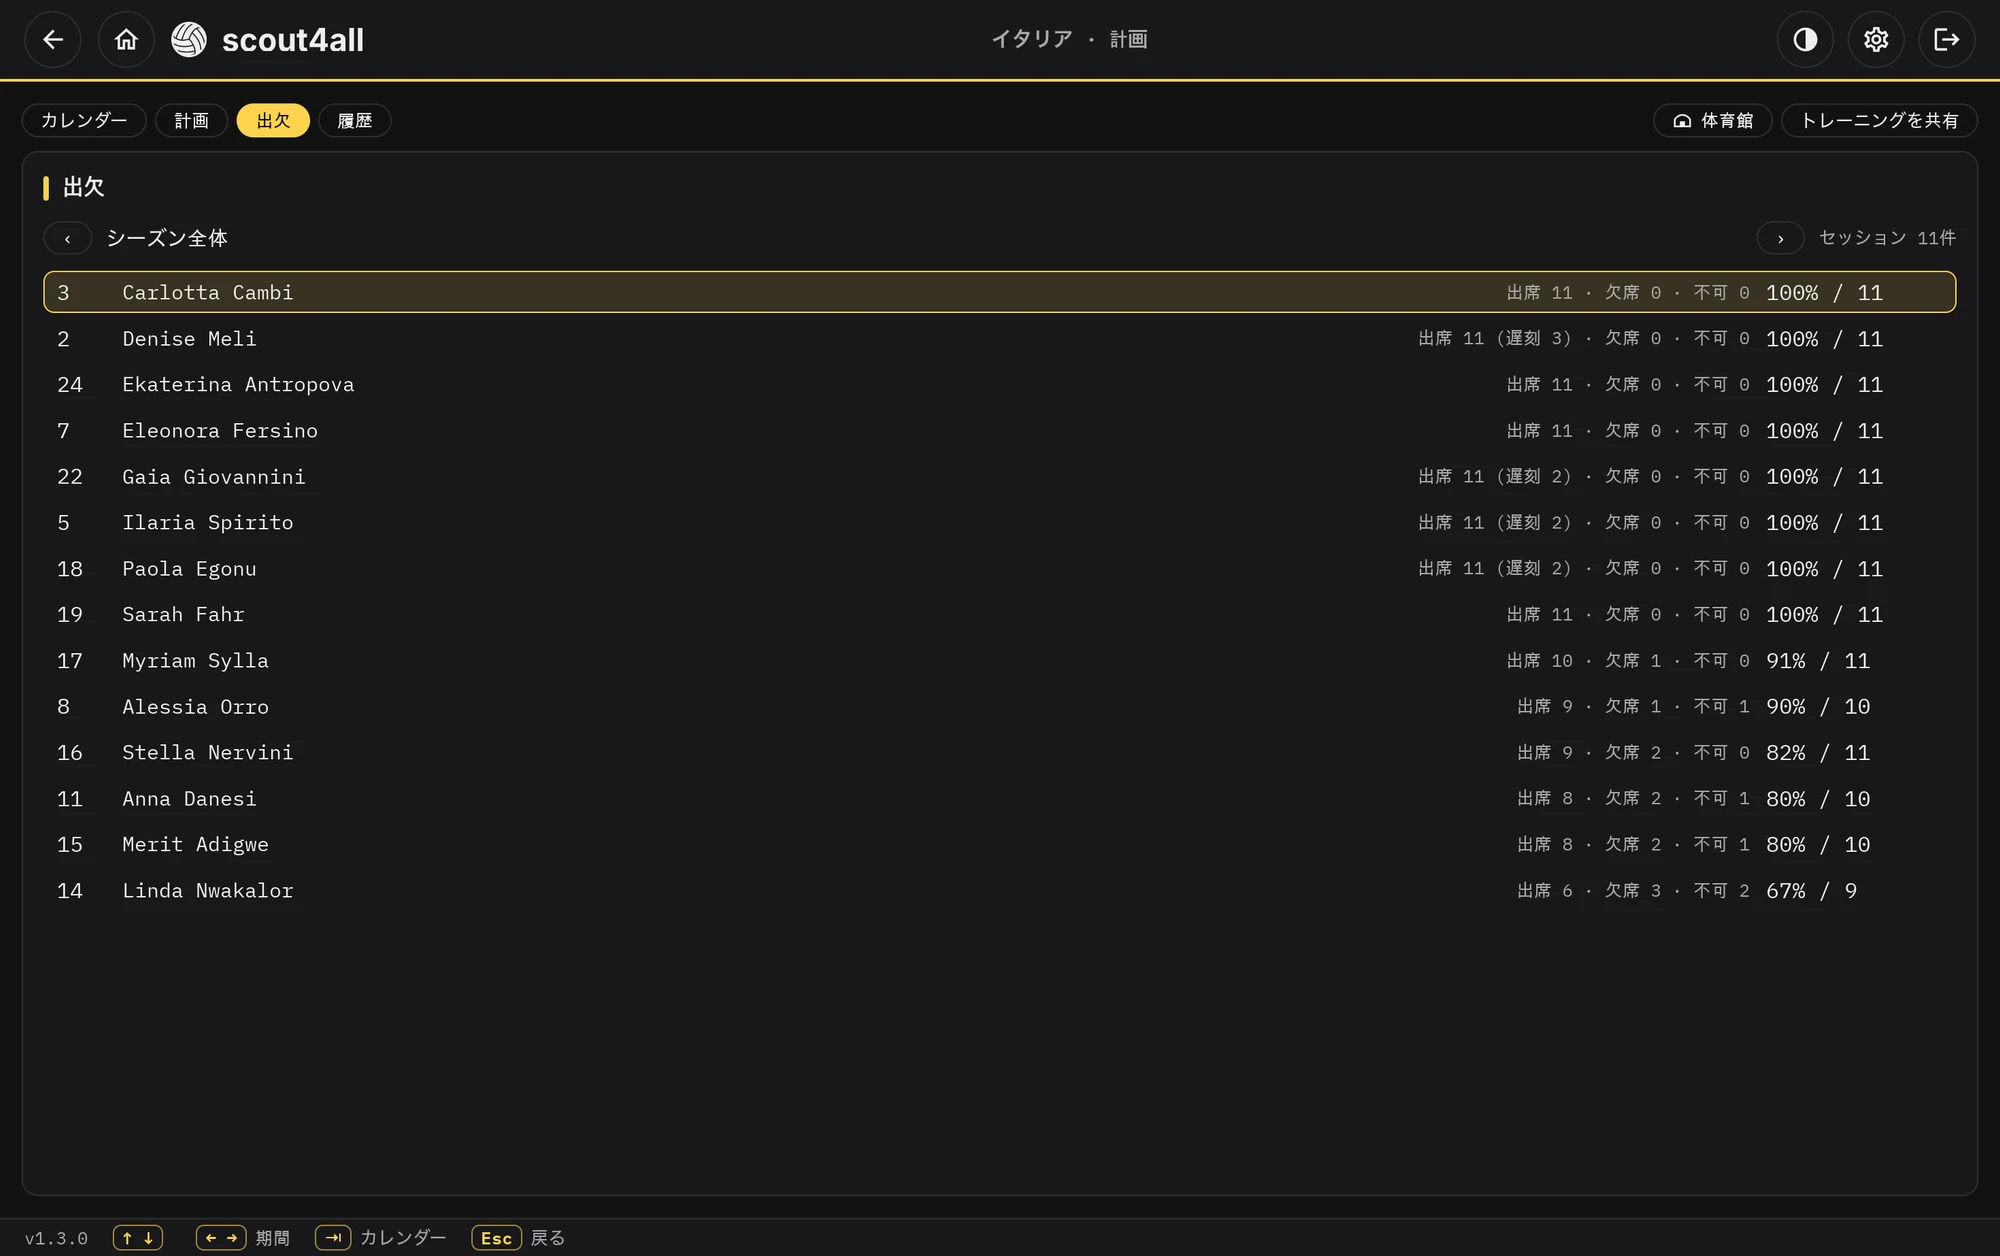 scout4all
イタリア · 計画
カレンダー 計画 出欠 履歴 体育館 トレーニングを共有
出欠
‹ シーズン全体 › セッション 11件
3 Carlotta Cambi 出席 11 · 欠席 0 · 不可 0 100% / 11
2 Denise Meli 出席 11 (遅刻 3) · 欠席 0 · 不可 0 100% / 11
24 Ekaterina Antropova 出席 11 · 欠席 0 · 不可 0 100% / 11
7 Eleonora Fersino 出席 11 · 欠席 0 · 不可 0 100% / 11
22 Gaia Giovannini 出席 11 (遅刻 2) · 欠席 0 · 不可 0 100% / 11
5 Ilaria Spirito 出席 11 (遅刻 2) · 欠席 0 · 不可 0 100% / 11
18 Paola Egonu 出席 11 (遅刻 2) · 欠席 0 · 不可 0 100% / 11
19 Sarah Fahr 出席 11 · 欠席 0 · 不可 0 100% / 11
17 Myriam Sylla 出席 10 · 欠席 1 · 不可 0 91% / 11
8 Alessia Orro 出席 9 · 欠席 1 · 不可 1 90% / 10
16 Stella Nervini 出席 9 · 欠席 2 · 不可 0 82% / 11
11 Anna Danesi 出席 8 · 欠席 2 · 不可 1 80% / 10
15 Merit Adigwe 出席 8 · 欠席 2 · 不可 1 80% / 10
14 Linda Nwakalor 出席 6 · 欠席 3 · 不可 2 67% / 9
v1.3.0 ↑ ↓ ← → 期間 ⇥ カレンダー Esc 戻る